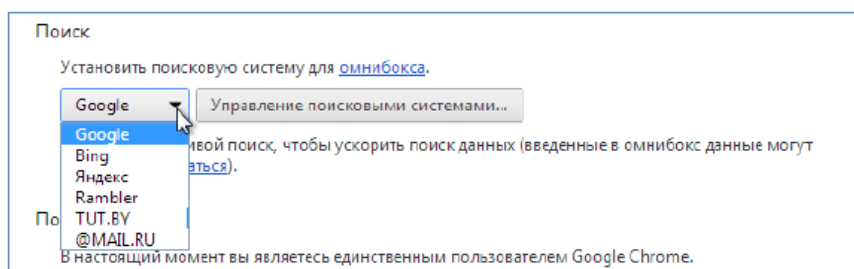 Поиск
Установить поисковую систему для омнибокса.
Google Управление поисковыми системами...
Google
ивой поиск, чтобы ускорить поиск данных (введенные в омнибокс данные могут
Bing
аться).
Яндекс
Rambler
По TUT.BY
@MAIL.RU
В настоящий момент вы являетесь единственным пользователем Google Chrome.